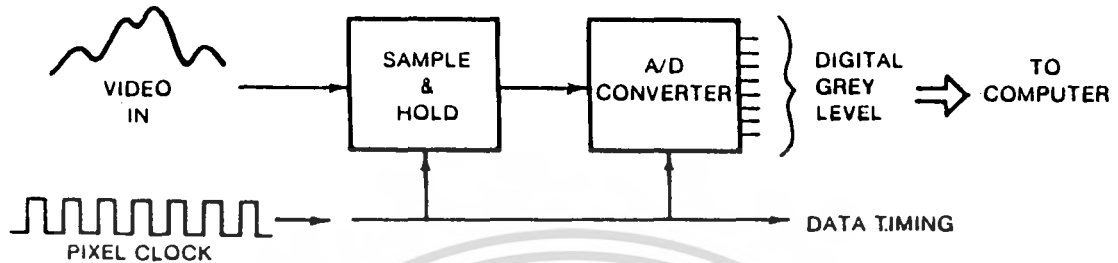 VIDEO
IN
SAMPLE
&
HOLD
A/D
CONVERTER
DIGITAL
GREY
LEVEL
TO
COMPUTER
PIXEL CLOCK
DATA TIMING